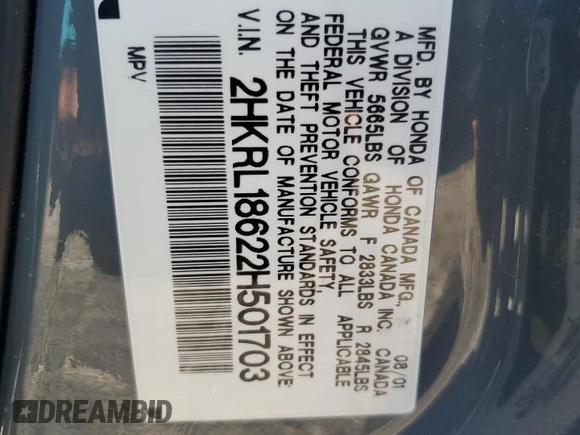 MFD. BY HONDA OF CANADA MFG., 08/01
A DIVISION OF HONDA CANADA INC. CANADA
GVWR 5665LBS GAWR F 2833LBS R 2845LBS
THIS VEHICLE CONFORMS TO ALL APPLICABLE
FEDERAL MOTOR VEHICLE SAFETY,
AND THEFT PREVENTION STANDARDS IN EFFECT
ON THE DATE OF MANUFACTURE SHOWN ABOVE.
V.I.N. 2HKRL18622H501703
MPV
DREAMBID